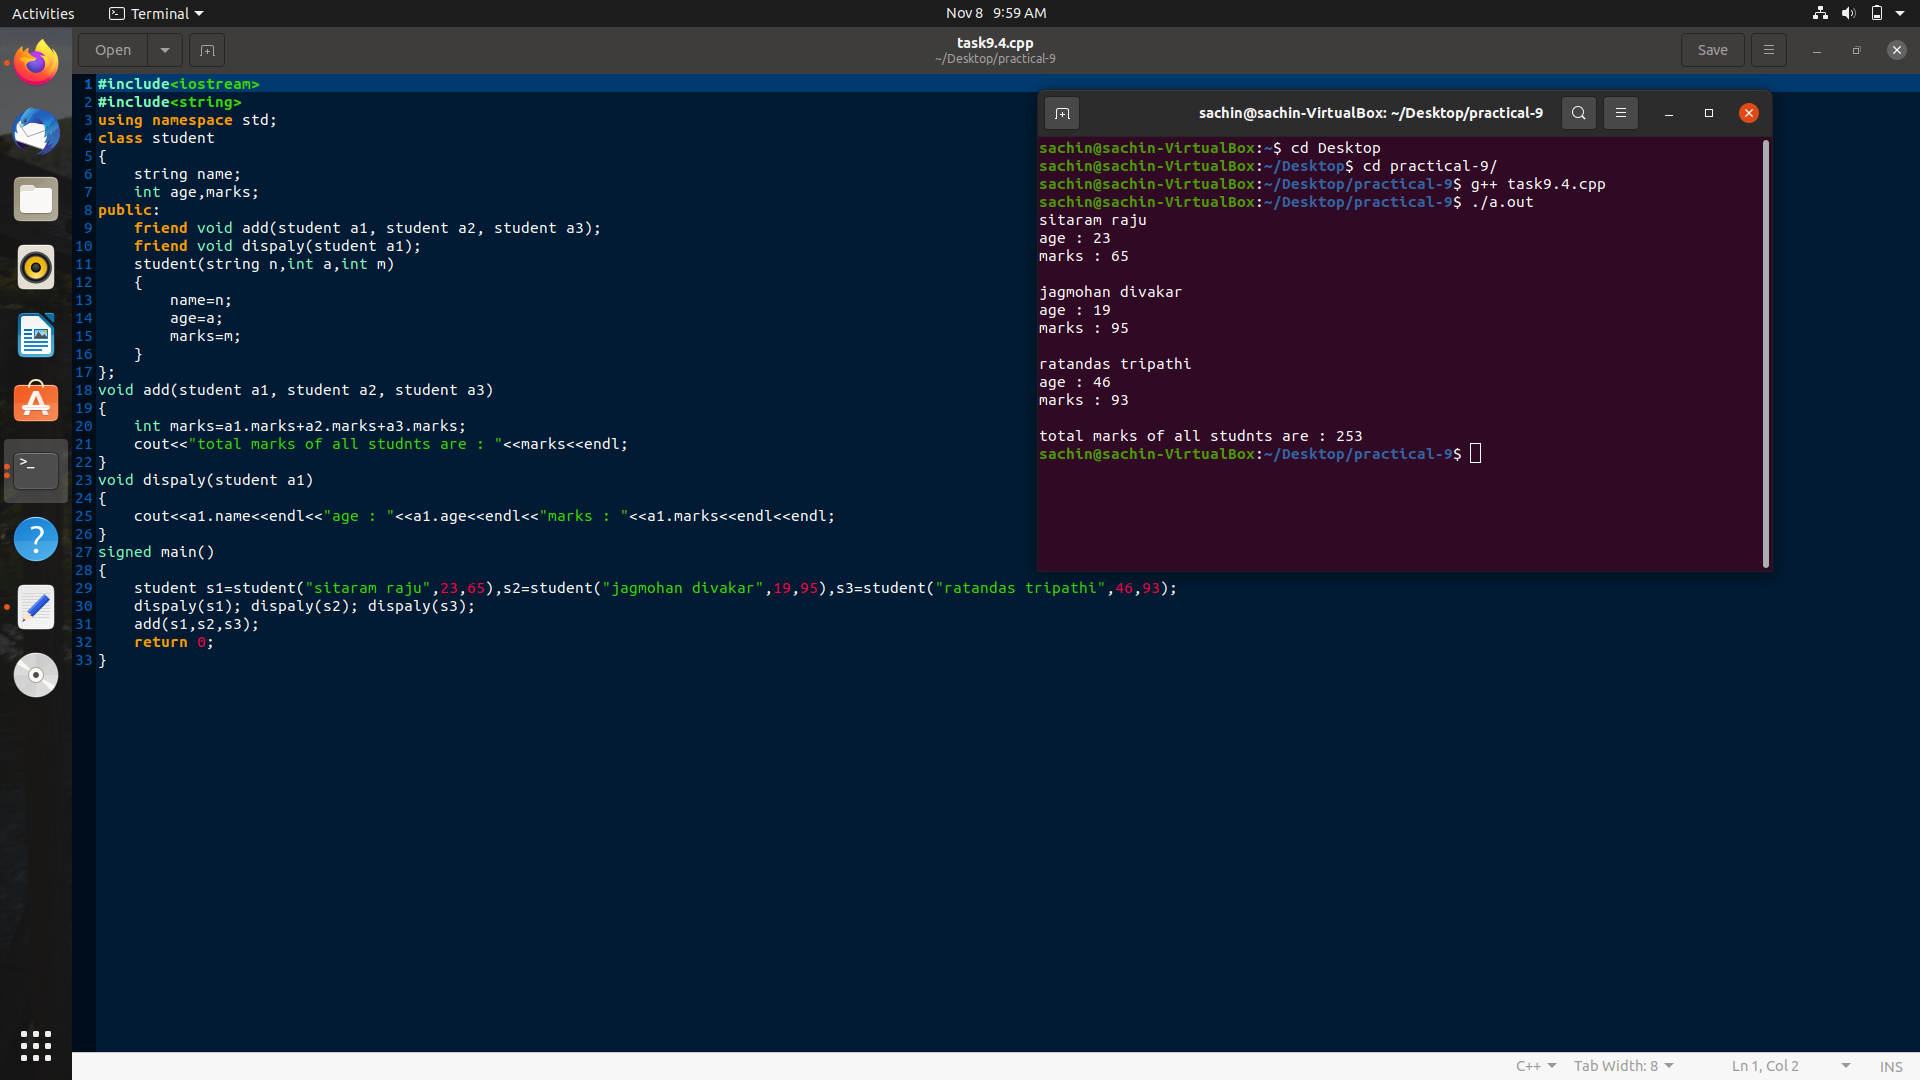 Activities
Terminal
Nov 8 9:59 AM
Open
task9.4.cpp
~/Desktop/practical-9
Save
1 #include<iostream>
2 #include<string>
3 using namespace std;
4 class student
5 {
6     string name;
7     int age,marks;
8 public:
9     friend void add(student a1, student a2, student a3);
10     friend void dispaly(student a1);
11     student(string n,int a,int m)
12     {
13         name=n;
14         age=a;
15         marks=m;
16     }
17 };
18 void add(student a1, student a2, student a3)
19 {
20     int marks=a1.marks+a2.marks+a3.marks;
21     cout<<"total marks of all studnts are : "<<marks<<endl;
22 }
23 void dispaly(student a1)
24 {
25     cout<<a1.name<<endl<<"age : "<<a1.age<<endl<<"marks : "<<a1.marks<<endl<<endl;
26 }
27 signed main()
28 {
29     student s1=student("sitaram raju",23,65),s2=student("jagmohan divakar",19,95),s3=student("ratandas tripathi",46,93);
30     dispaly(s1); dispaly(s2); dispaly(s3);
31     add(s1,s2,s3);
32     return 0;
33 }
sachin@sachin-VirtualBox: ~/Desktop/practical-9
sachin@sachin-VirtualBox:~$ cd Desktop
sachin@sachin-VirtualBox:~/Desktop$ cd practical-9/
sachin@sachin-VirtualBox:~/Desktop/practical-9$ g++ task9.4.cpp
sachin@sachin-VirtualBox:~/Desktop/practical-9$ ./a.out
sitaram raju
age : 23
marks : 65
jagmohan divakar
age : 19
marks : 95
ratandas tripathi
age : 46
marks : 93
total marks of all studnts are : 253
sachin@sachin-VirtualBox:~/Desktop/practical-9$
C++
Tab Width: 8
Ln 1, Col 2
INS